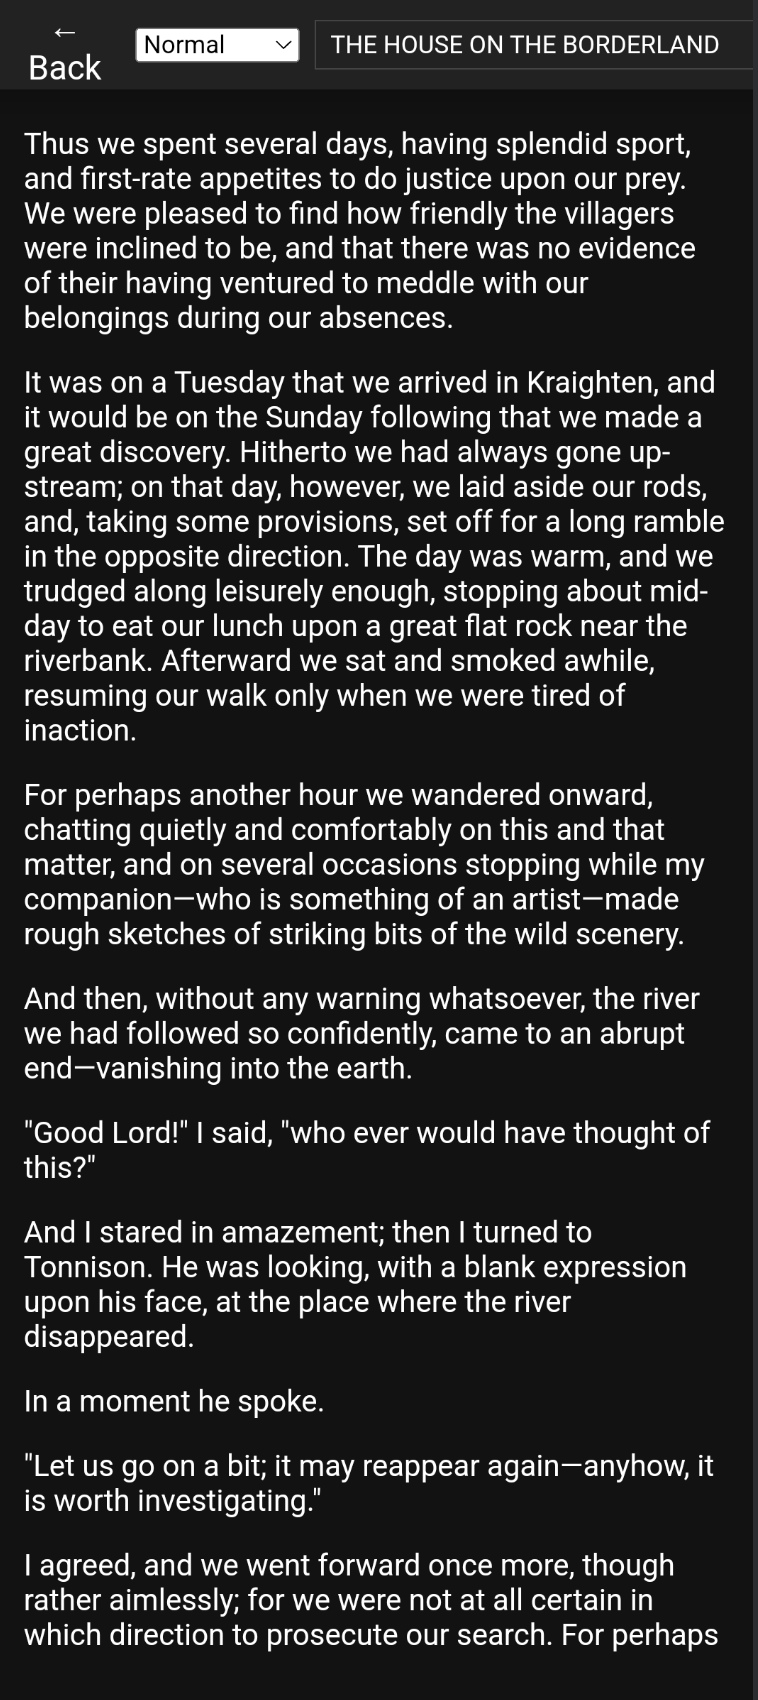 ←
Back
Normal
THE HOUSE ON THE BORDERLAND
Thus we spent several days, having splendid sport,
and first-rate appetites to do justice upon our prey.
We were pleased to find how friendly the villagers
were inclined to be, and that there was no evidence
of their having ventured to meddle with our
belongings during our absences.
It was on a Tuesday that we arrived in Kraighten, and
it would be on the Sunday following that we made a
great discovery. Hitherto we had always gone up-
stream; on that day, however, we laid aside our rods,
and, taking some provisions, set off for a long ramble
in the opposite direction. The day was warm, and we
trudged along leisurely enough, stopping about mid-
day to eat our lunch upon a great flat rock near the
riverbank. Afterward we sat and smoked awhile,
resuming our walk only when we were tired of
inaction.
For perhaps another hour we wandered onward,
chatting quietly and comfortably on this and that
matter, and on several occasions stopping while my
companion—who is something of an artist—made
rough sketches of striking bits of the wild scenery.
And then, without any warning whatsoever, the river
we had followed so confidently, came to an abrupt
end—vanishing into the earth.
"Good Lord!" I said, "who ever would have thought of
this?"
And I stared in amazement; then I turned to
Tonnison. He was looking, with a blank expression
upon his face, at the place where the river
disappeared.
In a moment he spoke.
"Let us go on a bit; it may reappear again—anyhow, it
is worth investigating."
I agreed, and we went forward once more, though
rather aimlessly; for we were not at all certain in
which direction to prosecute our search. For perhaps